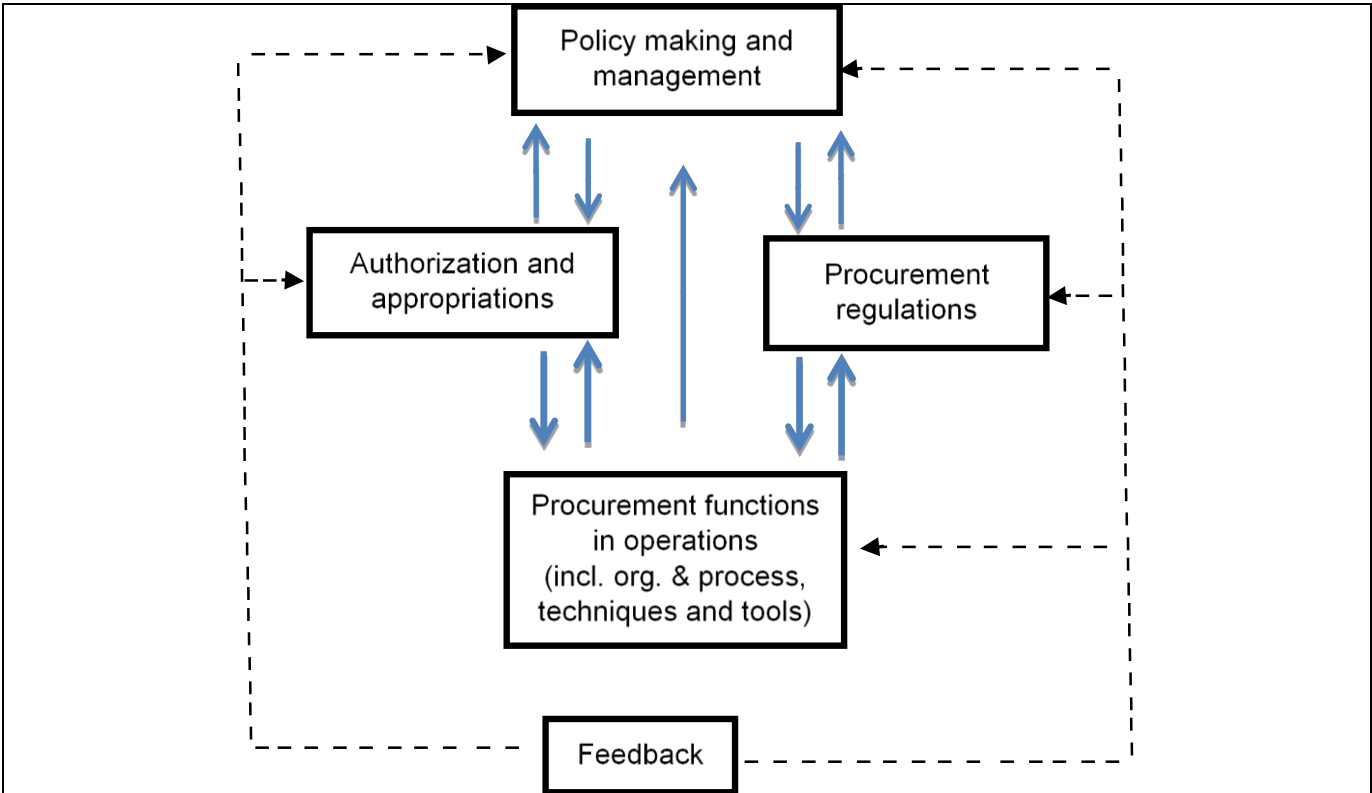 Policy making and
management
Authorization and
appropriations
Procurement
regulations
Procurement functions
in operations
(incl. org. & process,
techniques and tools)
Feedback